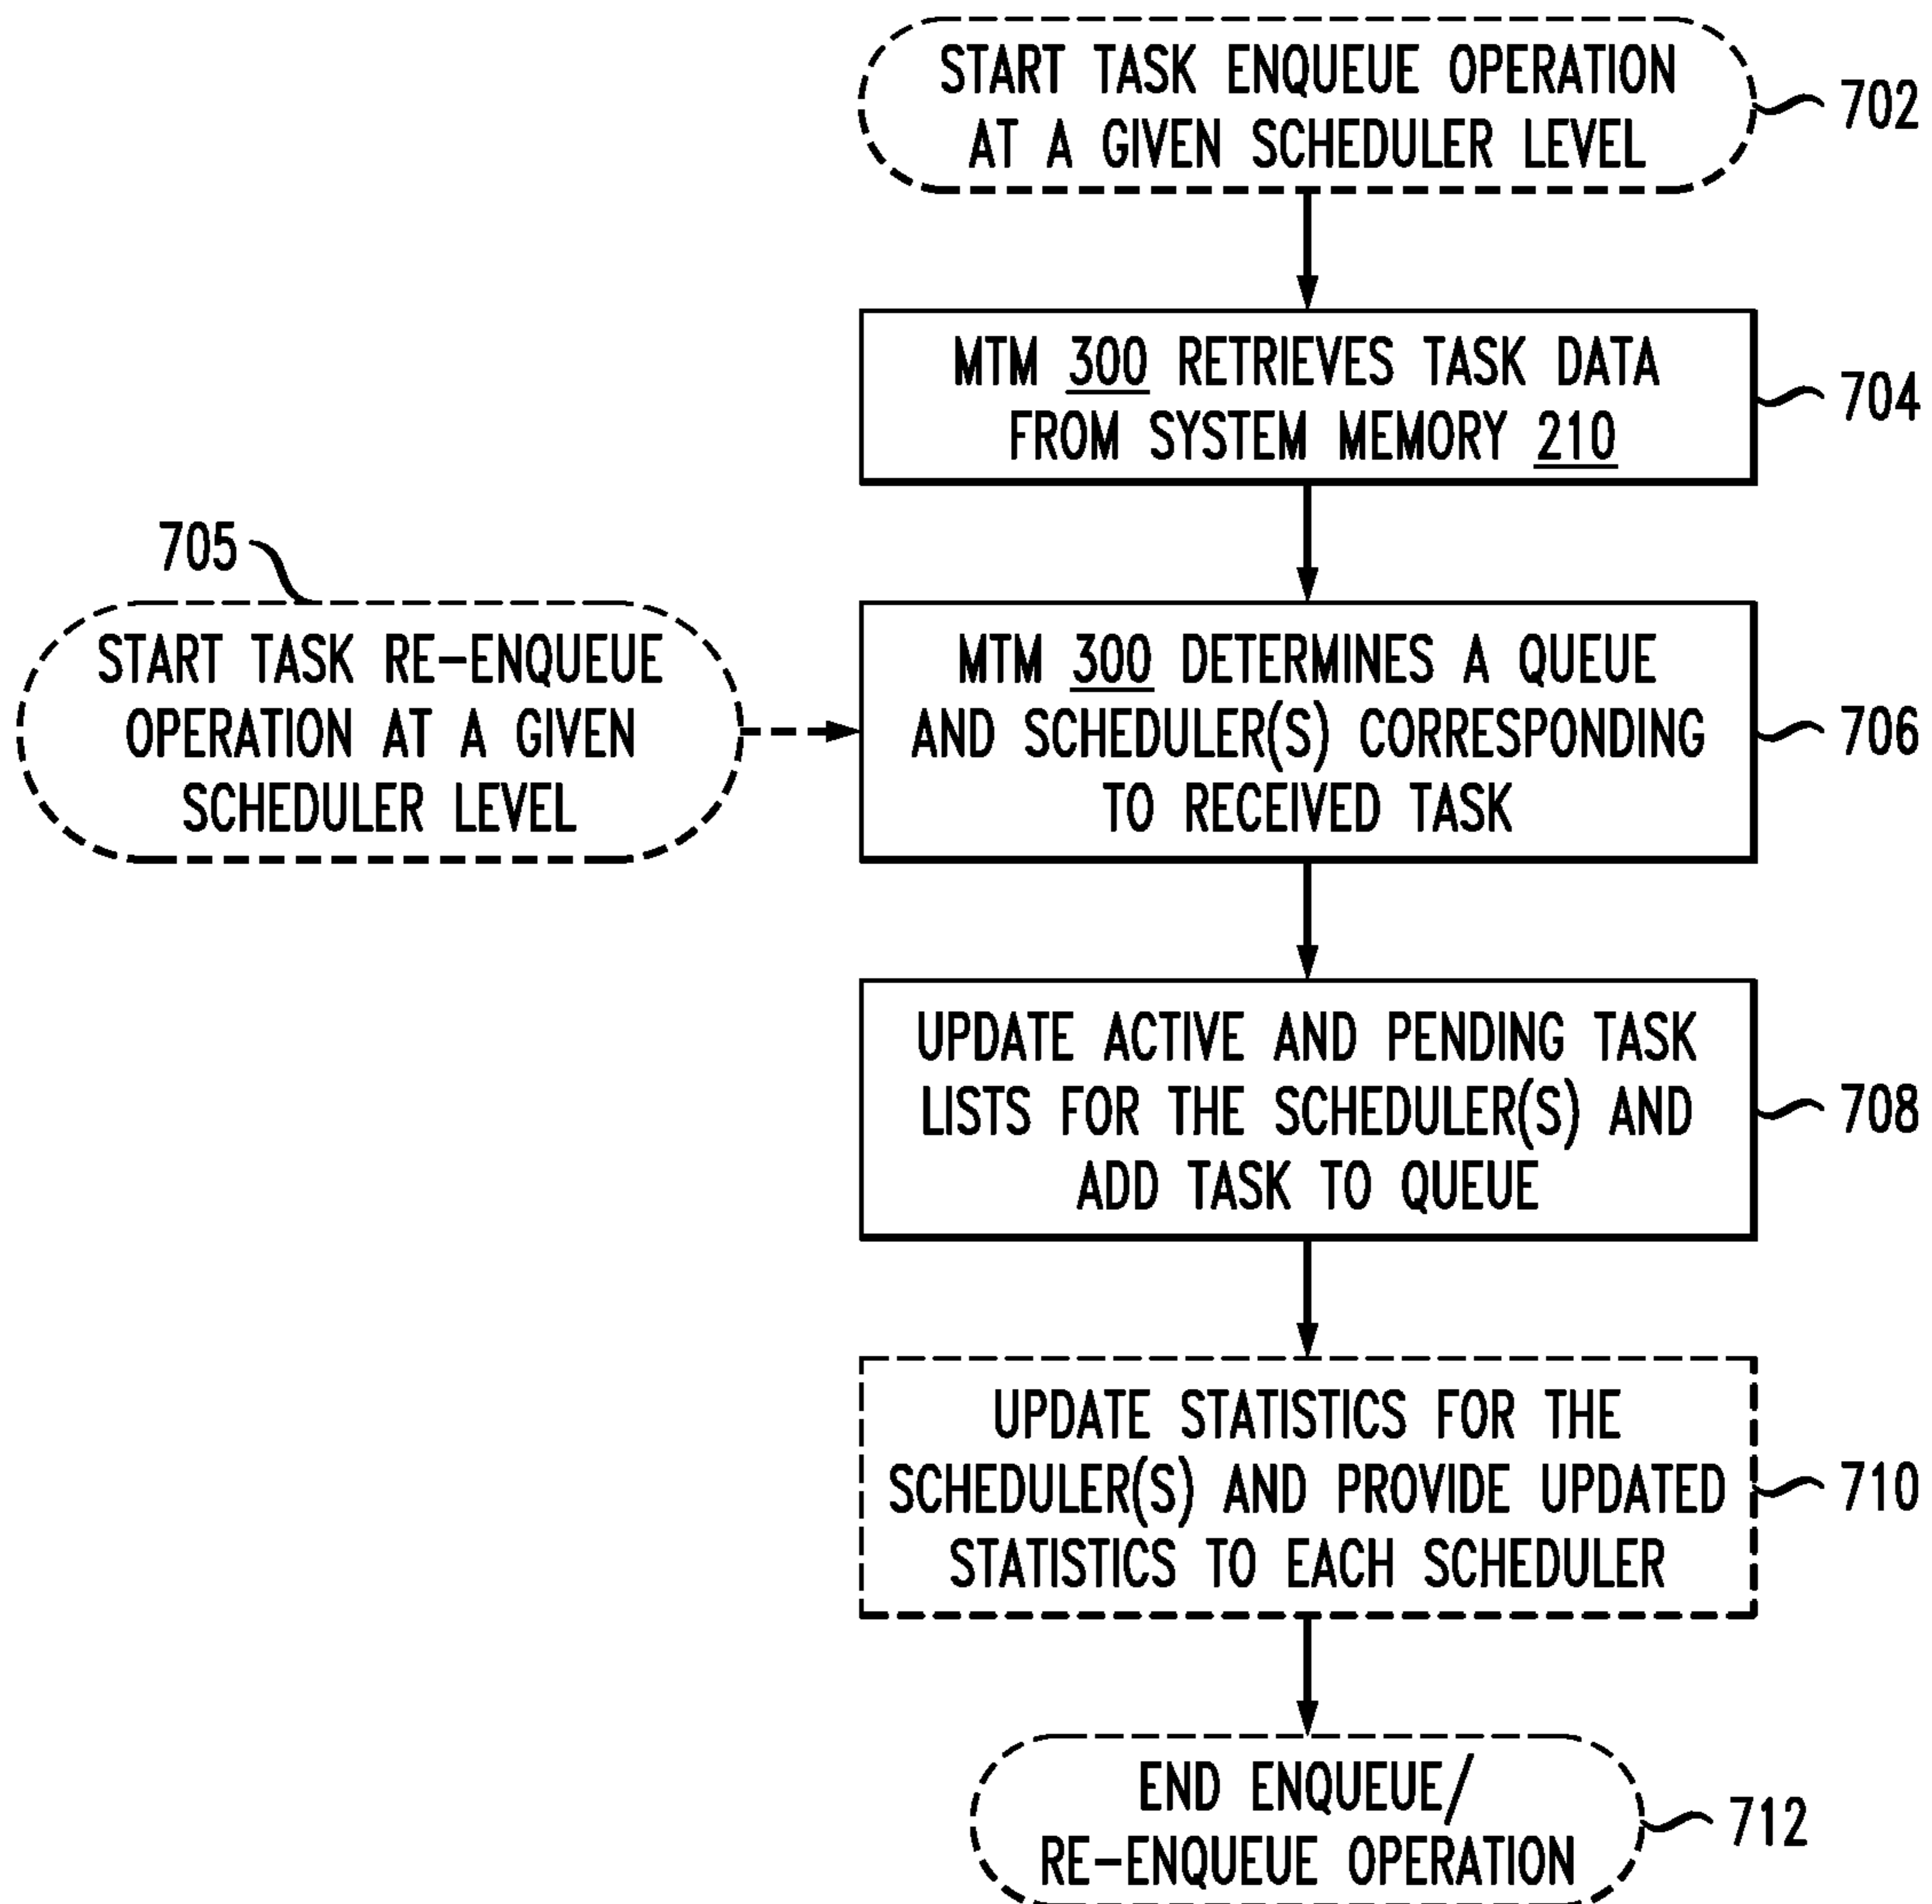 START TASK ENQUEUE OPERATION
AT A GIVEN SCHEDULER LEVEL
702
MTM 300 RETRIEVES TASK DATA
FROM SYSTEM MEMORY 210
704
705
START TASK RE-ENQUEUE
OPERATION AT A GIVEN
SCHEDULER LEVEL
MTM 300 DETERMINES A QUEUE
AND SCHEDULER(S) CORRESPONDING
TO RECEIVED TASK
706
UPDATE ACTIVE AND PENDING TASK
LISTS FOR THE SCHEDULER(S) AND
ADD TASK TO QUEUE
708
UPDATE STATISTICS FOR THE
SCHEDULER(S) AND PROVIDE UPDATED
STATISTICS TO EACH SCHEDULER
710
END ENQUEUE/
RE-ENQUEUE OPERATION
712